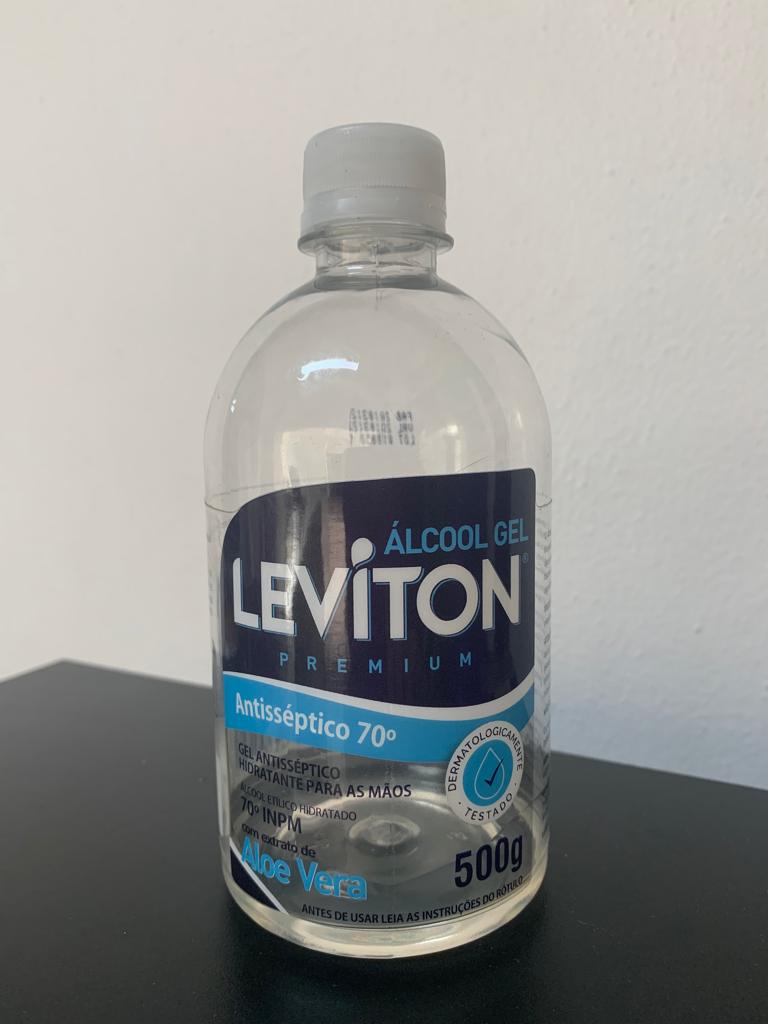 ÁLCOOL GEL
LEVITON®
PREMIUM
Antisséptico 70º
GEL ANTISSÉPTICO
HIDRATANTE PARA AS MÃOS
ÁLCOOL ETÍLICO HIDRATADO
70º INPM
com extrato de
Aloe Vera
DERMATOLOGICAMENTE
· TESTADO ·
500g
ANTES DE USAR LEIA AS INSTRUÇÕES DO RÓTULO